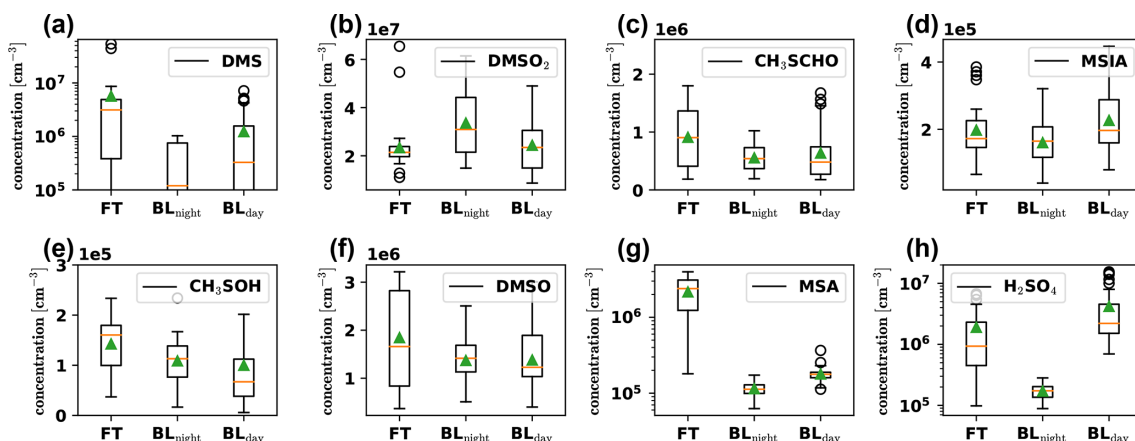 (a)
DMS
concentration [cm⁻³]
10⁷
10⁶
10⁵
FT BLnight BLday
(b) 1e7
DMSO₂
concentration [cm⁻³]
6
4
2
FT BLnight BLday
(c) 1e6
CH₃SCHO
concentration [cm⁻³]
2
1
0
FT BLnight BLday
(d) 1e5
MSIA
concentration [cm⁻³]
4
2
FT BLnight BLday
(e) 1e5
CH₃SOH
concentration [cm⁻³]
3
2
1
0
FT BLnight BLday
(f) 1e6
DMSO
concentration [cm⁻³]
3
2
1
FT BLnight BLday
(g)
MSA
concentration [cm⁻³]
10⁶
10⁵
FT BLnight BLday
(h)
H₂SO₄
concentration [cm⁻³]
10⁷
10⁶
10⁵
FT BLnight BLday